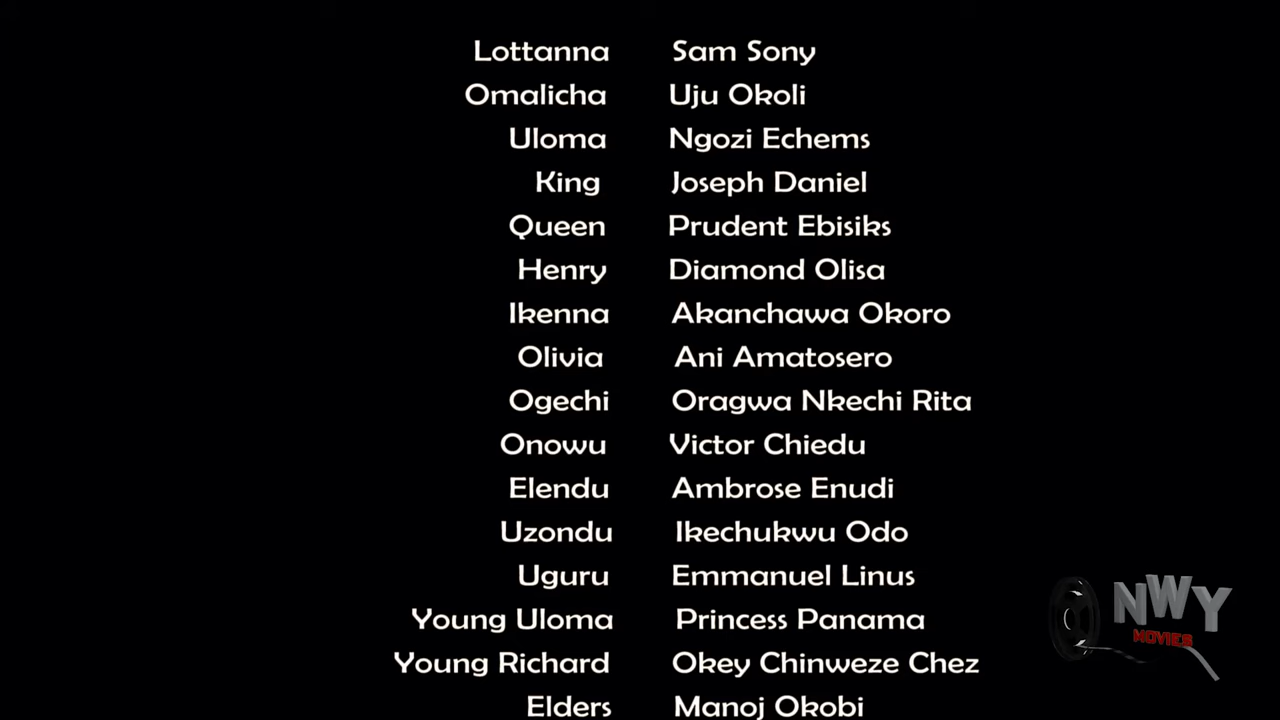 Lottanna Sam Sony
Omalicha Uju Okoli
Uloma Ngozi Echems
King Joseph Daniel
Queen Prudent Ebisiks
Henry Diamond Olisa
Ikenna Akanchawa Okoro
Olivia Ani Amatosero
Ogechi Oragwa Nkechi Rita
Onowu Victor Chiedu
Elendu Ambrose Enudi
Uzondu Ikechukwu Odo
Uguru Emmanuel Linus
Young Uloma Princess Panama
Young Richard Okey Chinweze Chez
Elders Manoj Okobi
NWY
MOVIES